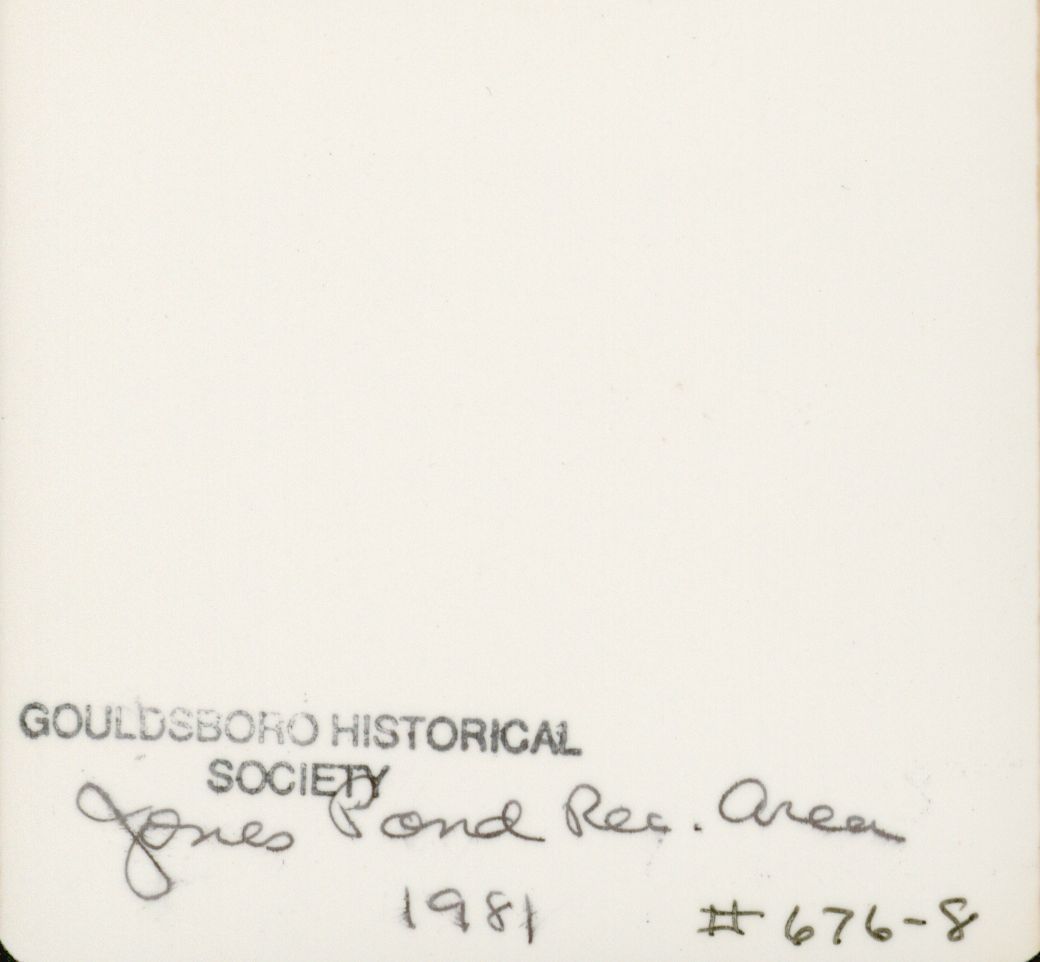 GOULDSBORO HISTORICAL
SOCIETY
Jones Pond Rec. Area
1981 # 676-8